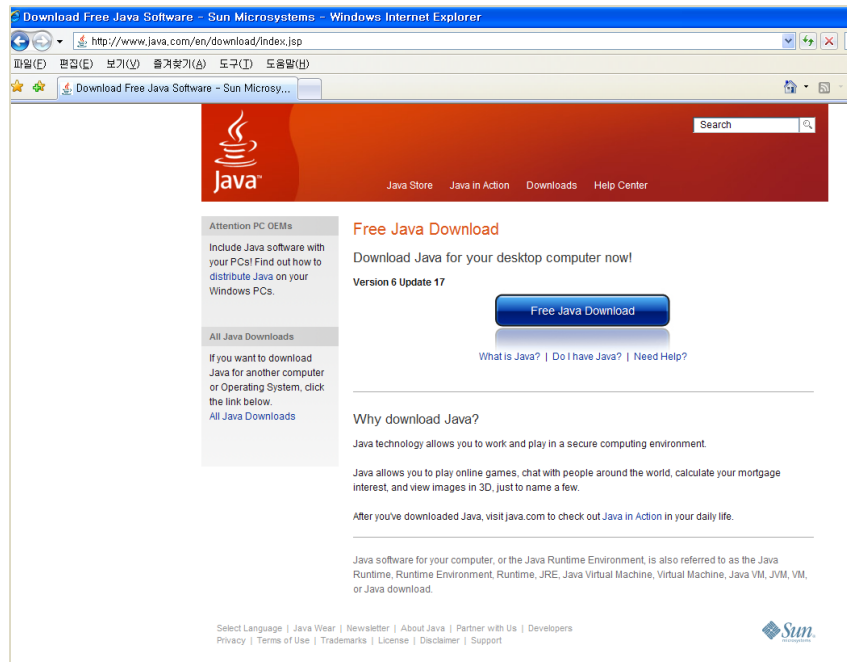 Download Free Java Software - Sun Microsystems - Windows Internet Explorer
http://www.java.com/en/download/index.jsp
파일(F) 편집(E) 보기(V) 즐겨찾기(A) 도구(T) 도움말(H)
Download Free Java Software - Sun Microsy...
Java™
Search
Java Store Java in Action Downloads Help Center
Attention PC OEMs
Include Java software with
your PCs! Find out how to
distribute Java on your
Windows PCs.
All Java Downloads
If you want to download
Java for another computer
or Operating System, click
the link below.
All Java Downloads
Free Java Download
Download Java for your desktop computer now!
Version 6 Update 17
Free Java Download
What is Java? | Do I have Java? | Need Help?
Why download Java?
Java technology allows you to work and play in a secure computing environment.
Java allows you to play online games, chat with people around the world, calculate your mortgage
interest, and view images in 3D, just to name a few.
After you've downloaded Java, visit java.com to check out Java in Action in your daily life.
Java software for your computer, or the Java Runtime Environment, is also referred to as the Java
Runtime, Runtime Environment, Runtime, JRE, Java Virtual Machine, Virtual Machine, Java VM, JVM, VM,
or Java download.
Select Language | Java Wear | Newsletter | About Java | Partner with Us | Developers
Privacy | Terms of Use | Trademarks | License | Disclaimer | Support
Sun
microsystems